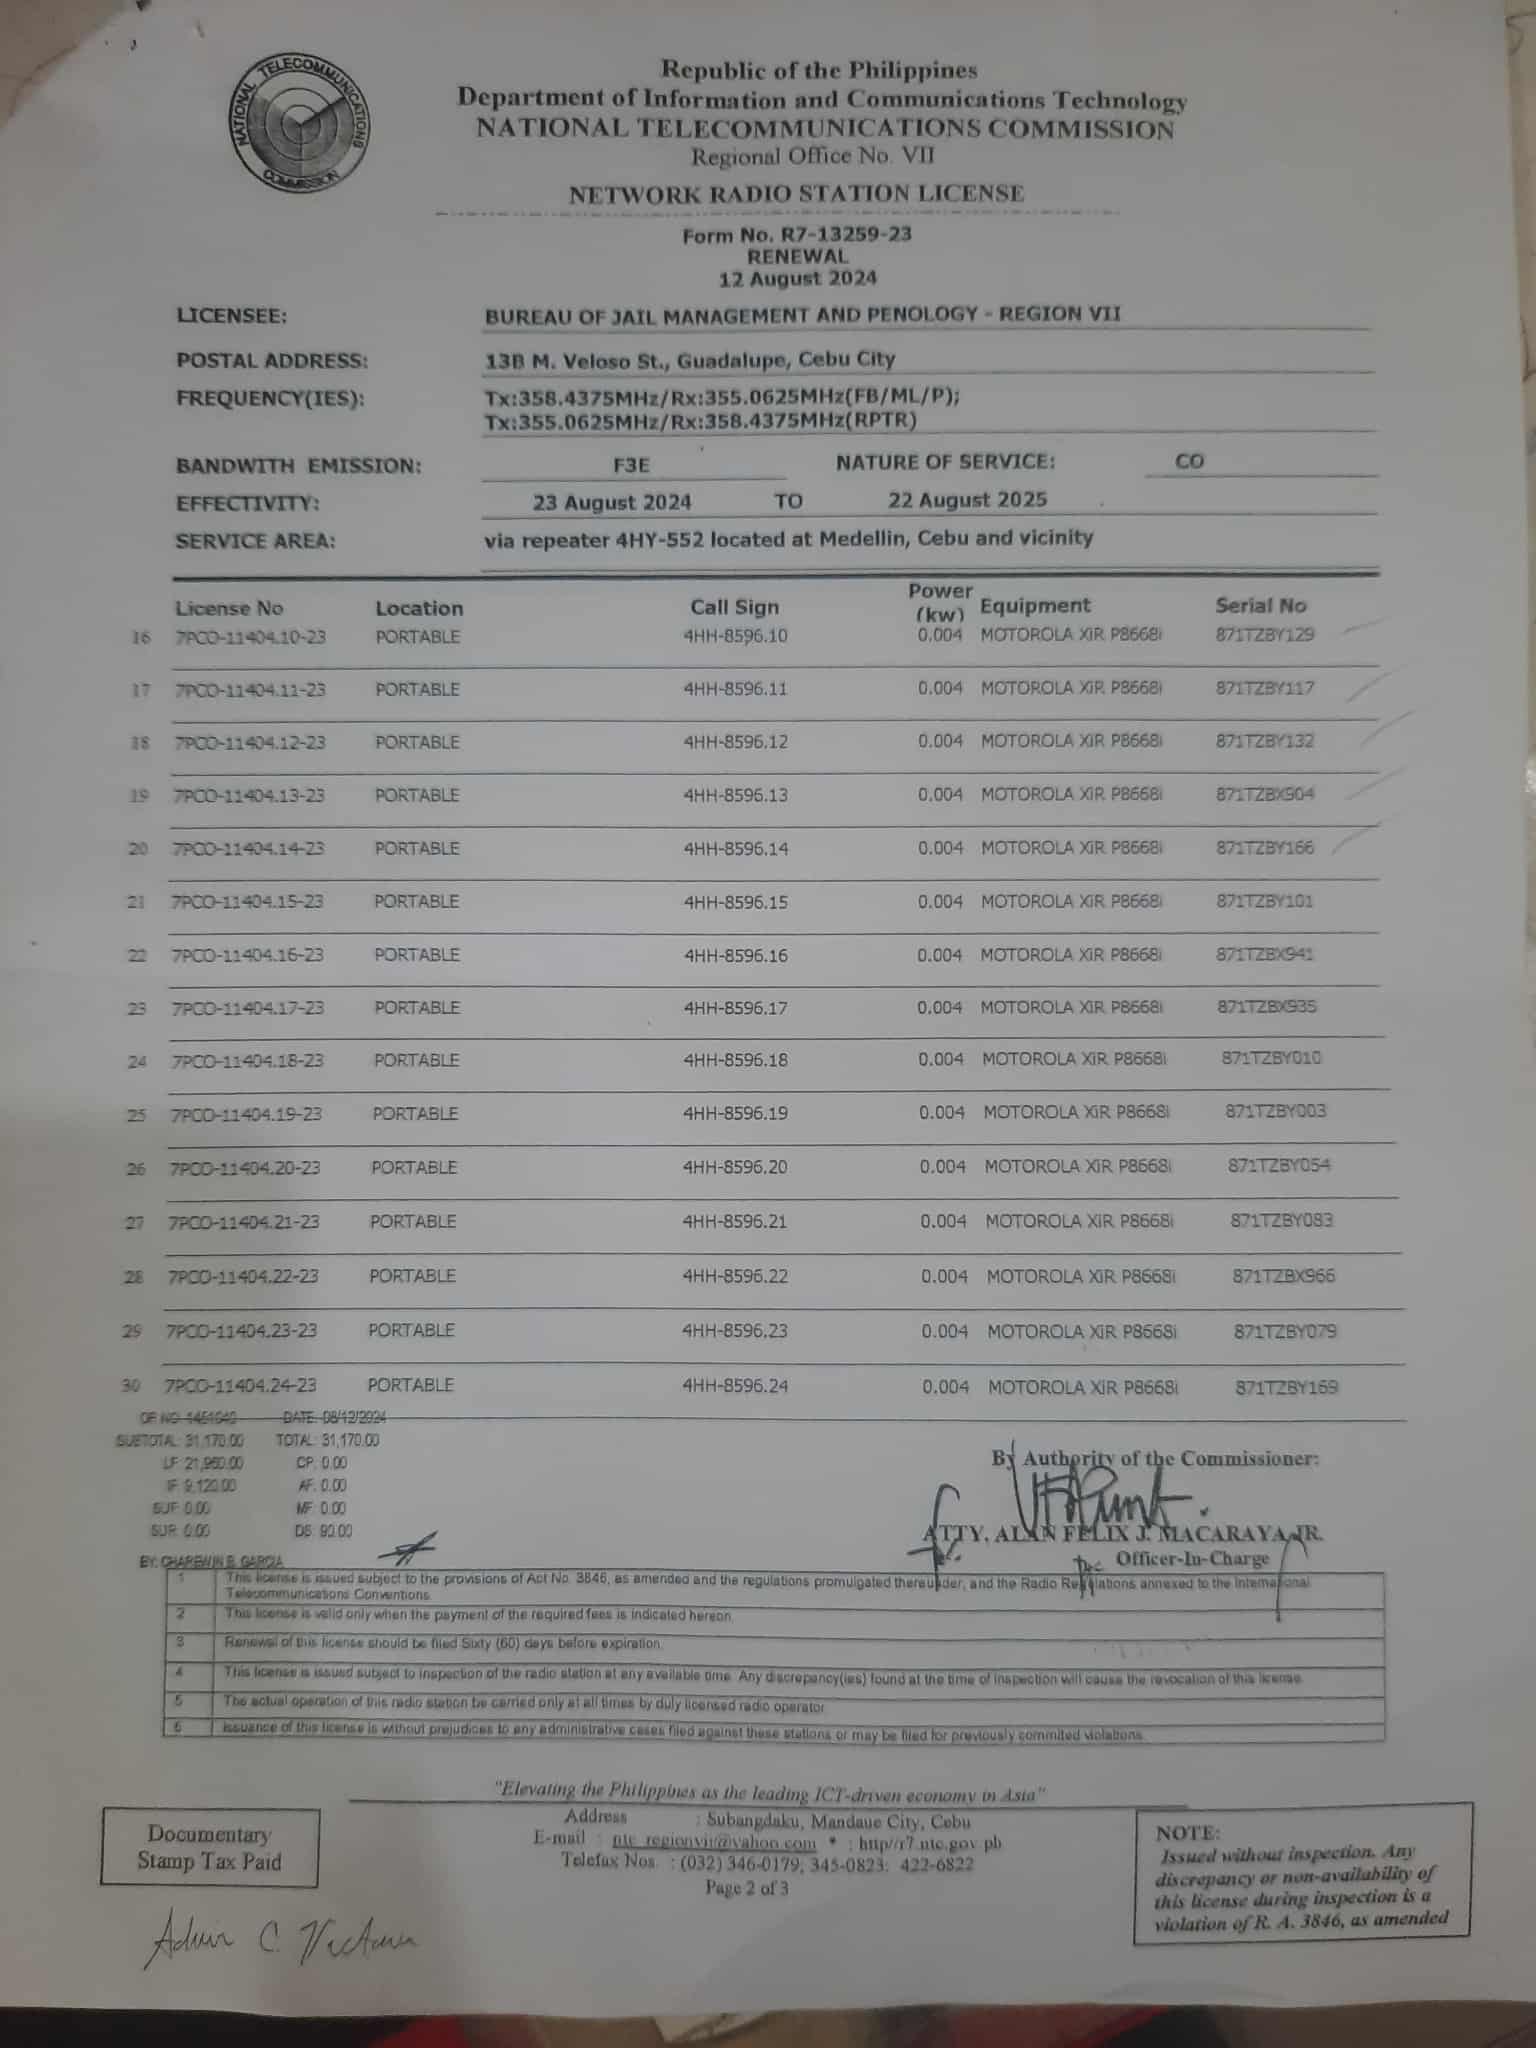 NATIONAL TELECOMMUNICATIONS COMMISSION
Republic of the Philippines
Department of Information and Communications Technology
NATIONAL TELECOMMUNICATIONS COMMISSION
Regional Office No. VII
NETWORK RADIO STATION LICENSE
Form No. R7-13259-23
RENEWAL
12 August 2024
LICENSEE: BUREAU OF JAIL MANAGEMENT AND PENOLOGY - REGION VII
POSTAL ADDRESS: 13B M. Veloso St., Guadalupe, Cebu City
FREQUENCY(IES): Tx:358.4375MHz/Rx:355.0625MHz(FB/ML/P);
Tx:355.0625MHz/Rx:358.4375MHz(RPTR)
BANDWITH EMISSION: F3E NATURE OF SERVICE: CO
EFFECTIVITY: 23 August 2024 TO 22 August 2025
SERVICE AREA: via repeater 4HY-552 located at Medellin, Cebu and vicinity
License No Location Call Sign Power (kw) Equipment Serial No
16 7PCO-11404.10-23 PORTABLE 4HH-8596.10 0.004 MOTOROLA XiR P8668i 871TZBY129
17 7PCO-11404.11-23 PORTABLE 4HH-8596.11 0.004 MOTOROLA XiR P8668i 871TZBY117
18 7PCO-11404.12-23 PORTABLE 4HH-8596.12 0.004 MOTOROLA XiR P8668i 871TZBY132
19 7PCO-11404.13-23 PORTABLE 4HH-8596.13 0.004 MOTOROLA XiR P8668i 871TZBX904
20 7PCO-11404.14-23 PORTABLE 4HH-8596.14 0.004 MOTOROLA XiR P8668i 871TZBY166
21 7PCO-11404.15-23 PORTABLE 4HH-8596.15 0.004 MOTOROLA XiR P8668i 871TZBY101
22 7PCO-11404.16-23 PORTABLE 4HH-8596.16 0.004 MOTOROLA XiR P8668i 871TZBX941
23 7PCO-11404.17-23 PORTABLE 4HH-8596.17 0.004 MOTOROLA XiR P8668i 871TZBX935
24 7PCO-11404.18-23 PORTABLE 4HH-8596.18 0.004 MOTOROLA XiR P8668i 871TZBY010
25 7PCO-11404.19-23 PORTABLE 4HH-8596.19 0.004 MOTOROLA XiR P8668i 871TZBY003
26 7PCO-11404.20-23 PORTABLE 4HH-8596.20 0.004 MOTOROLA XiR P8668i 871TZBY054
27 7PCO-11404.21-23 PORTABLE 4HH-8596.21 0.004 MOTOROLA XiR P8668i 871TZBY083
28 7PCO-11404.22-23 PORTABLE 4HH-8596.22 0.004 MOTOROLA XiR P8668i 871TZBX966
29 7PCO-11404.23-23 PORTABLE 4HH-8596.23 0.004 MOTOROLA XiR P8668i 871TZBY079
30 7PCO-11404.24-23 PORTABLE 4HH-8596.24 0.004 MOTOROLA XiR P8668i 871TZBY169
OR NO: DATE: 08/12/2024
SUBTOTAL: 31,170.00 TOTAL: 31,170.00
LF: 21,960.00 CP: 0.00
IF: 9,120.00 AF: 0.00
SUF: 0.00 MF: 0.00
SUR: 0.00 DS: 90.00
BY: CHAREWIN B. GARCIA
By Authority of the Commissioner:
ATTY. ALAN FELIX J. MACARAYA, JR.
Officer-In-Charge
1 This license is issued subject to the provisions of Act No. 3846, as amended and the regulations promulgated thereunder, and the Radio Regulations annexed to the International
Telecommunications Conventions.
2 This license is valid only when the payment of the required fees is indicated hereon.
3 Renewal of this license should be filed Sixty (60) days before expiration.
4 This license is issued subject to inspection of the radio station at any available time. Any discrepancy(ies) found at the time of inspection will cause the revocation of this license.
5 The actual operation of this radio station be carried only at all times by duly licensed radio operator.
6 Issuance of this license is without prejudices to any administrative cases filed against these stations or may be filed for previously commited violations.
"Elevating the Philippines as the leading ICT-driven economy in Asia"
Address : Subangdaku, Mandaue City, Cebu
E-mail : ntc_regionvii@yahoo.com * : http//r7.ntc.gov.ph
Telefax Nos. : (032) 346-0179; 345-0823; 422-6822
Page 2 of 3
Documentary
Stamp Tax Paid
NOTE:
Issued without inspection. Any
discrepancy or non-availability of
this license during inspection is a
violation of R. A. 3846, as amended